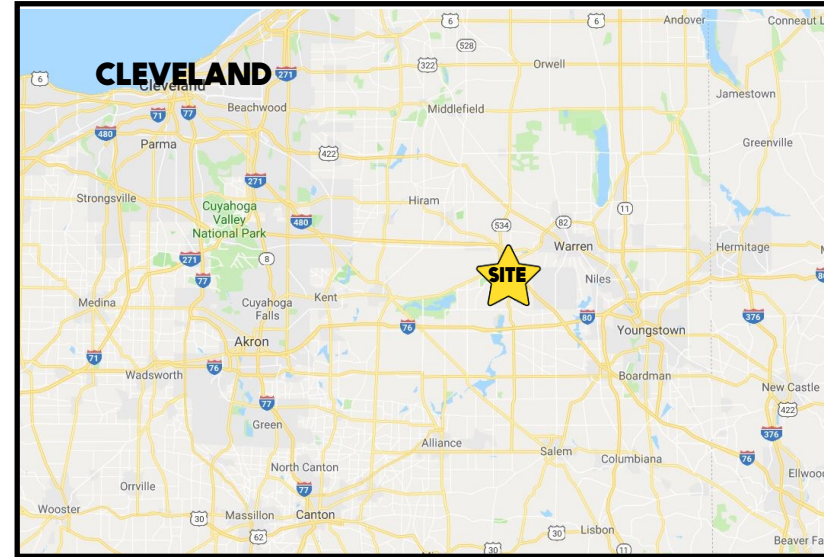 6
6
Andover
Conneaut L
528
CLEVELAND
Cleveland
271
322
Orwell
6
Beachwood
Middlefield
Jamestown
71
77
480
Parma
422
Greenville
271
Strongsville
Cuyahoga
Valley
National Park
Hiram
11
480
534
82
Warren
Hermitage
271
8
SITE
77
Niles
80
Medina
Cuyahoga
Falls
Kent
76
80
376
Youngstown
Akron
71
76
Wadsworth
Boardman
New Castle
77
422
Green
376
Alliance
Salem
Columbiana
76
North Canton
Ellwoo
Orrville
77
Wooster
30
Massillon
Canton
62
30
Lisbon
30
11
Beaver Fa